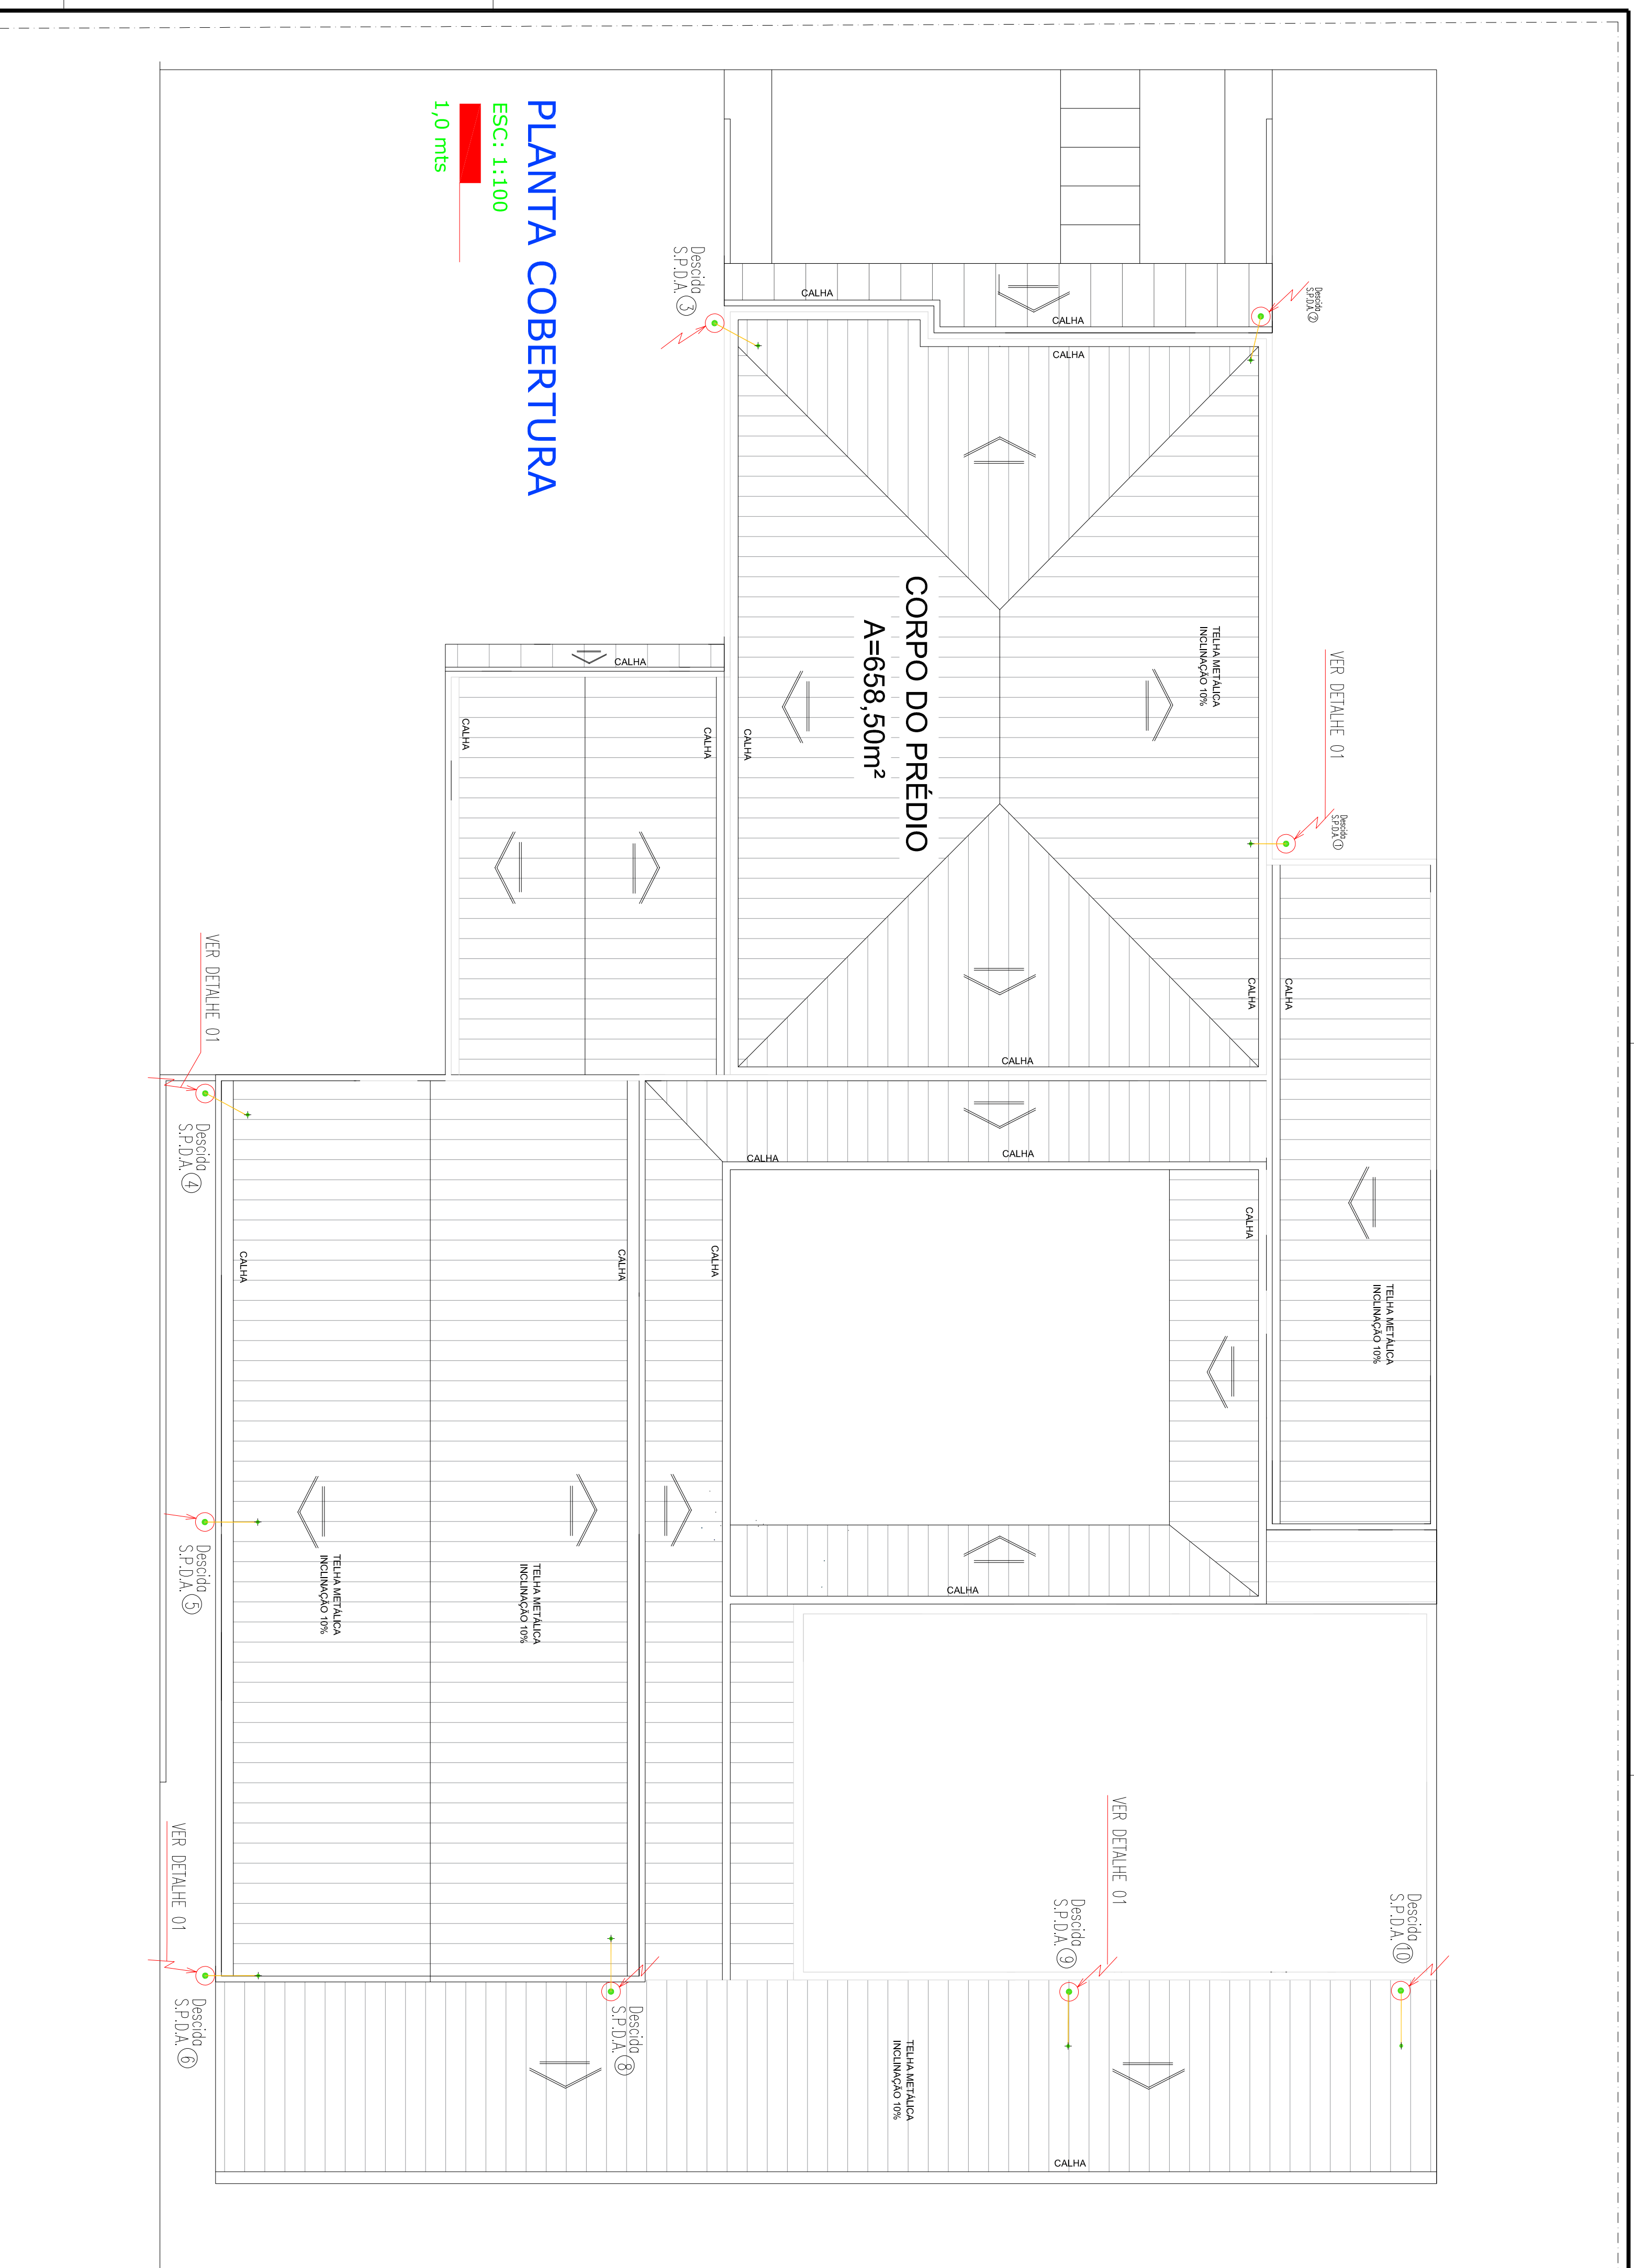 PLANTA COBERTURA
ESC: 1:100
1,0 mts
Descida
S.P.D.A. 2
Descida
S.P.D.A. 3
CALHA
CALHA
CALHA
CORPO DO PRÉDIO
A=658,50m²
TELHA METÁLICA
INCLINAÇÃO 10%
VER DETALHE 01
Descida
S.P.D.A. 1
CALHA
CALHA
CALHA
CALHA
CALHA
CALHA
CALHA
VER DETALHE 01
Descida
S.P.D.A. 4
CALHA
CALHA
CALHA
CALHA
CALHA
CALHA
TELHA METÁLICA
INCLINAÇÃO 10%
Descida
S.P.D.A. 5
TELHA METÁLICA
INCLINAÇÃO 10%
TELHA METÁLICA
INCLINAÇÃO 10%
CALHA
VER DETALHE 01
VER DETALHE 01
Descida
S.P.D.A. 9
Descida
S.P.D.A. 10
Descida
S.P.D.A. 6
Descida
S.P.D.A. 8
TELHA METÁLICA
INCLINAÇÃO 10%
CALHA